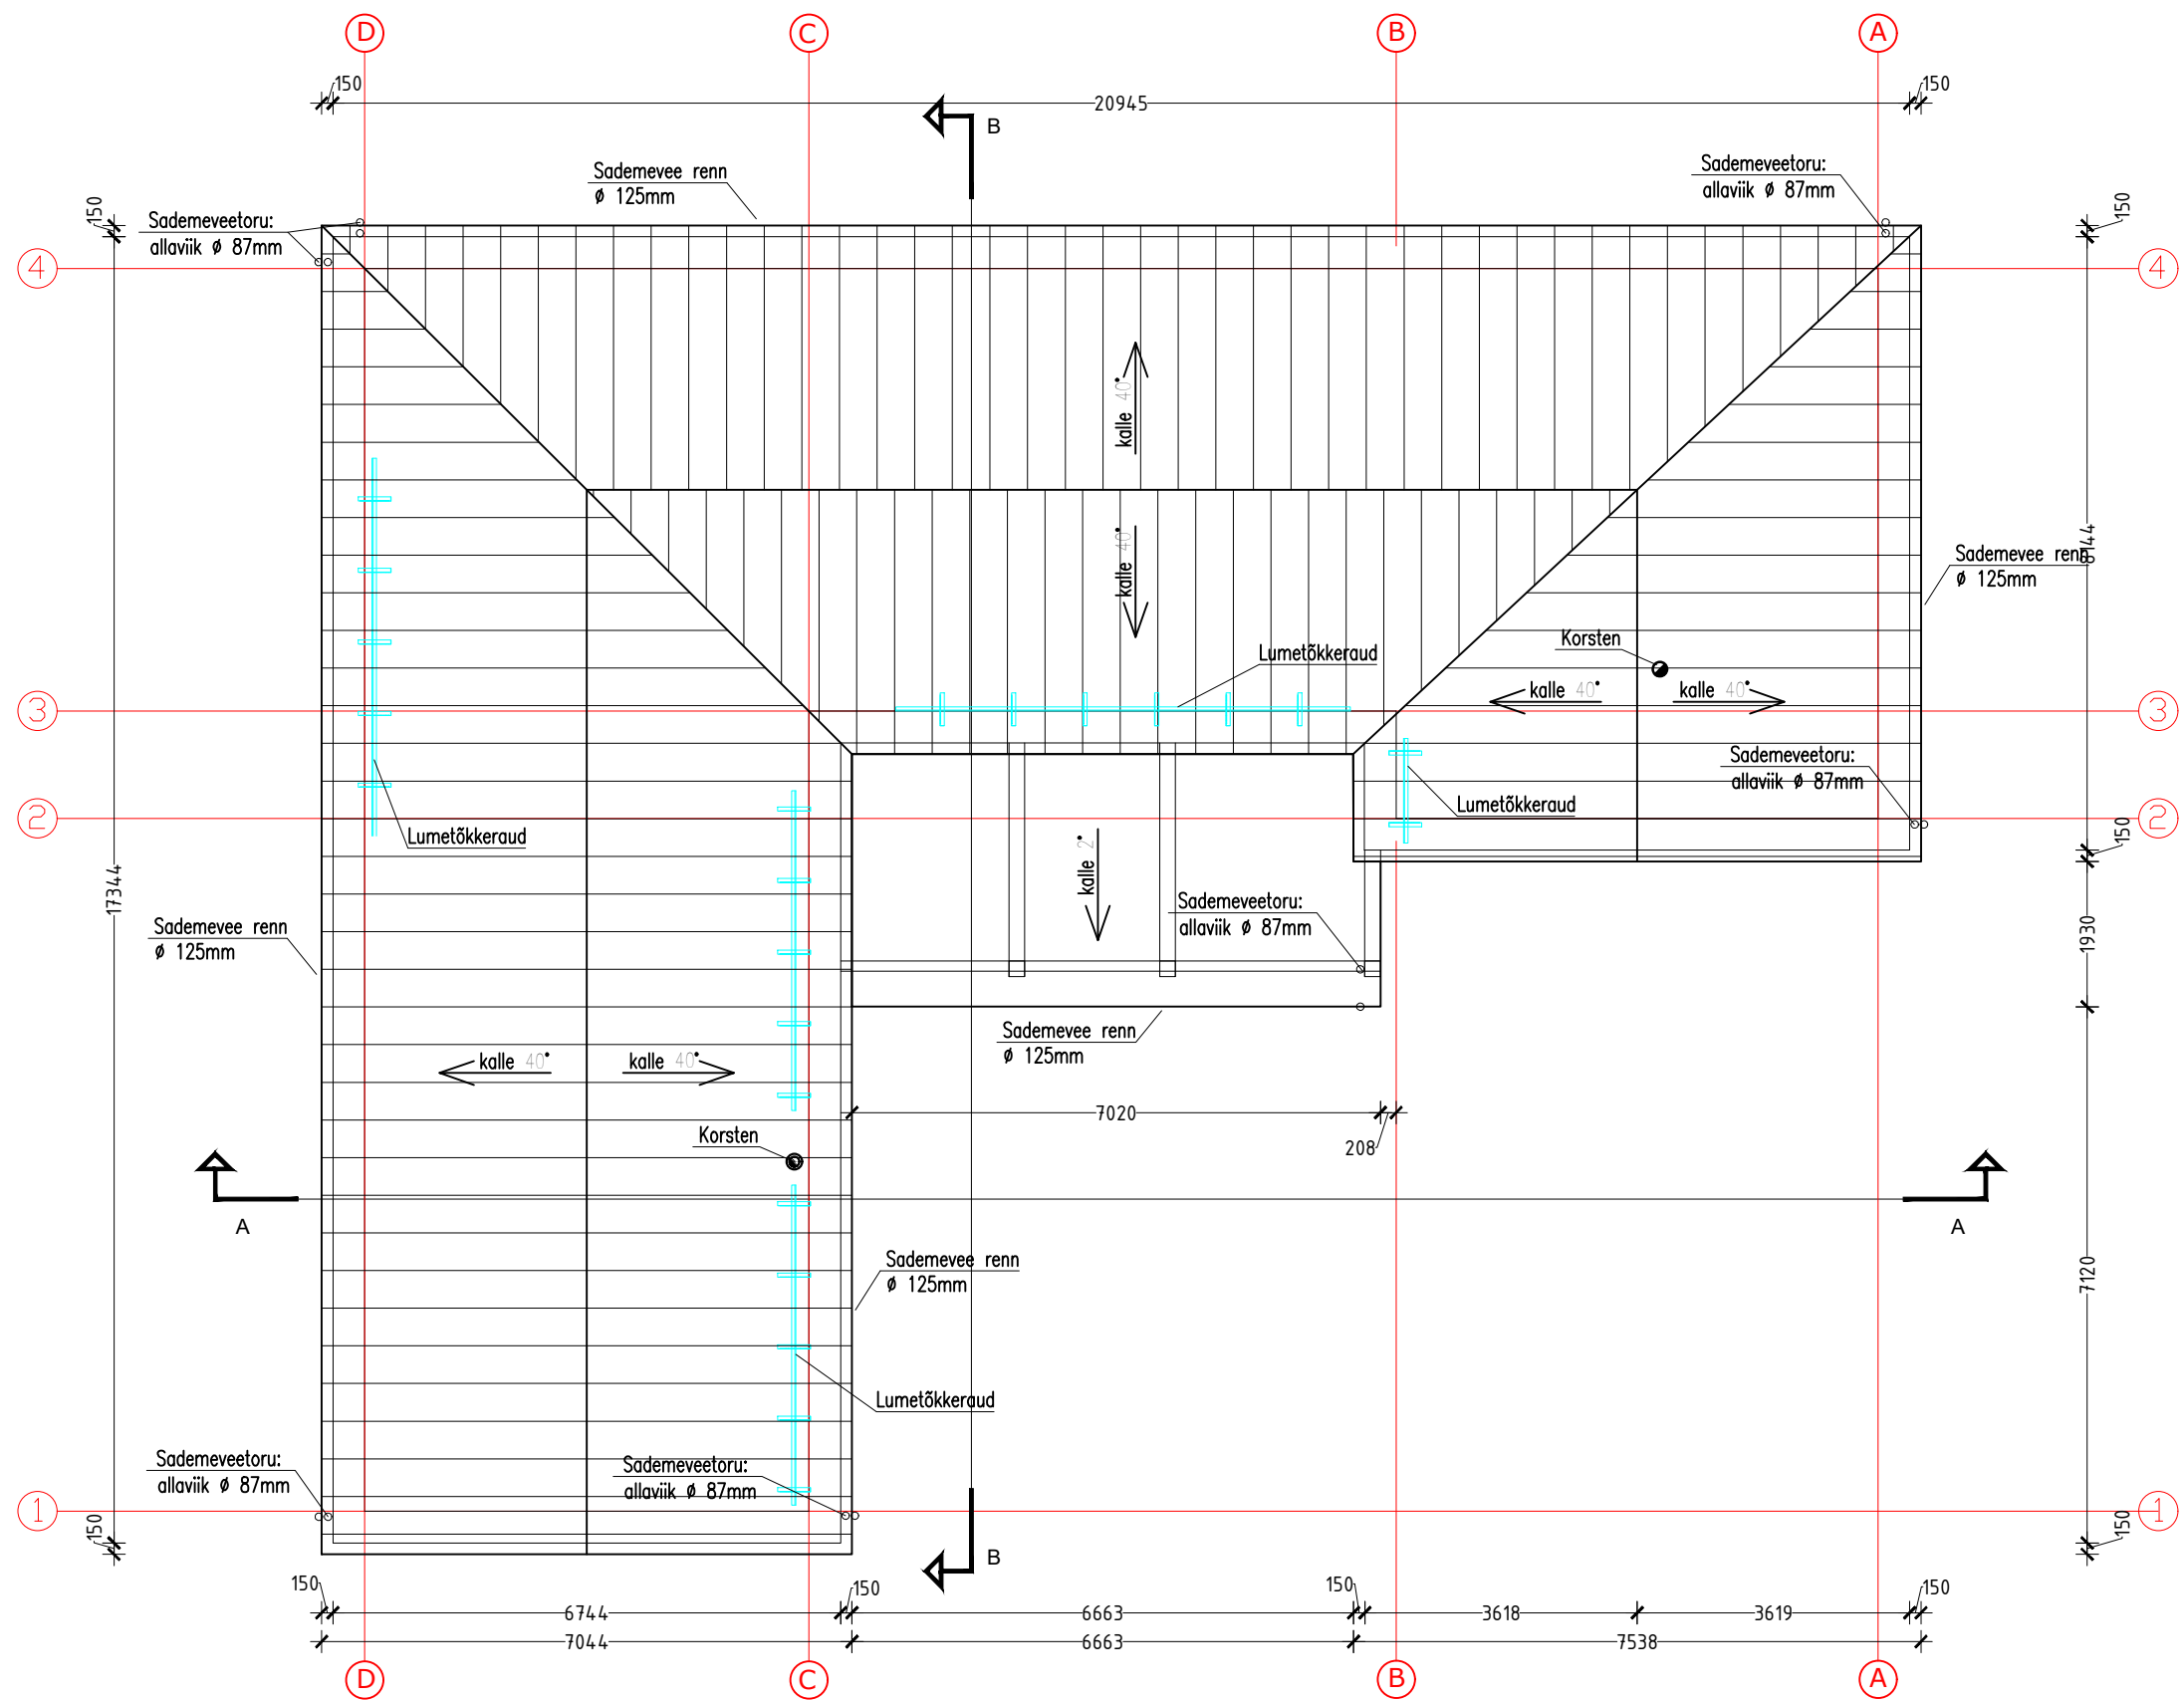 D
C
B
A
150
20945
150
B
Sademevee renn
ø 125mm
Sademeveetoru:
allaviik ø 87mm
150
Sademeveetoru:
allaviik ø 87mm
150
4
4
kalle 40°
kalle 40°
8144
Sademevee renn
ø 125mm
Korsten
Lumetõkkeraud
kalle 40°
kalle 40°
3
3
Sademeveetoru:
allaviik ø 87mm
Lumetõkkeraud
2
2
Lumetõkkeraud
150
kalle 2°
17344
Sademeveetoru:
allaviik ø 87mm
Sademevee renn
ø 125mm
1930
Sademevee renn
ø 125mm
kalle 40°
kalle 40°
7020
208
Korsten
A
A
Sademevee renn
ø 125mm
7120
Lumetõkkeraud
Sademeveetoru:
allaviik ø 87mm
Sademeveetoru:
allaviik ø 87mm
1
1
150
150
B
150
150
150
150
6744
6663
3618
3619
7044
6663
7538
D
C
B
A